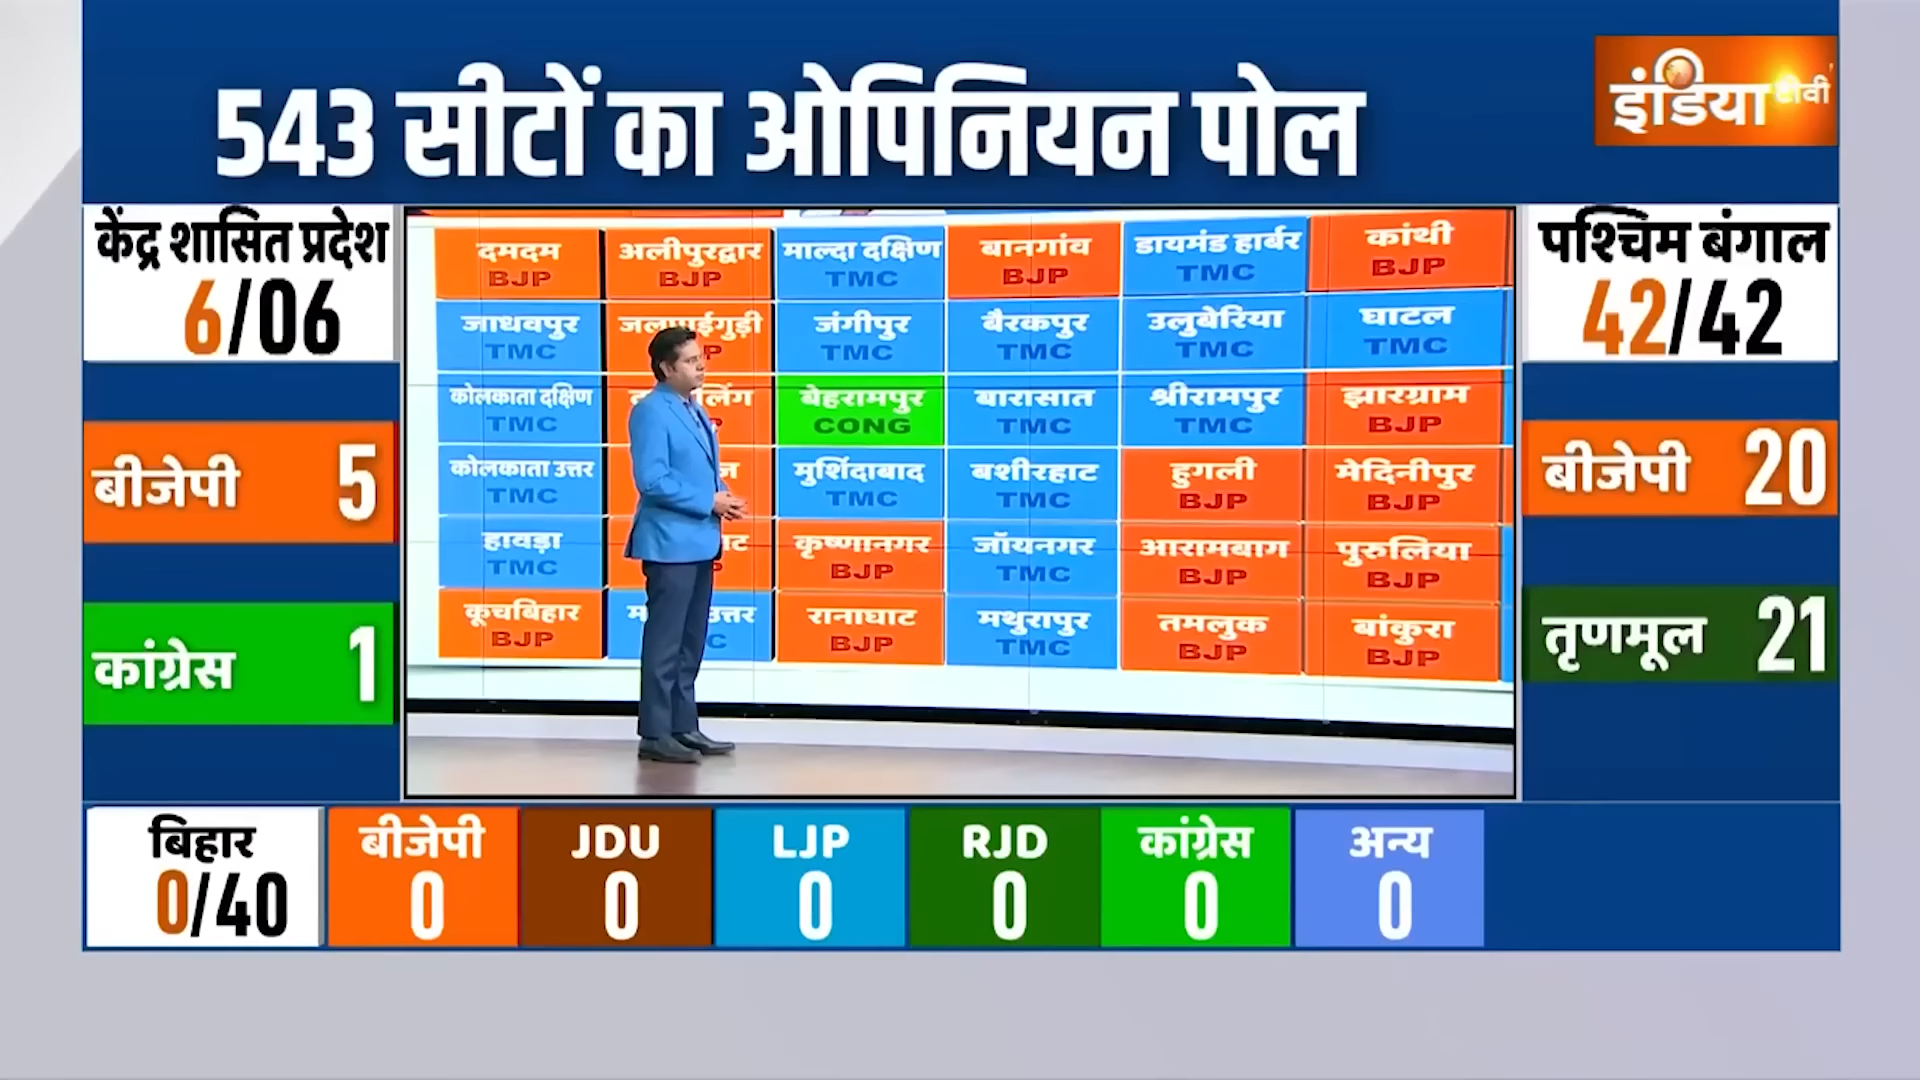 543 सीटों का ओपिनियन पोल
इंडिया टीवी
केंद्र शासित प्रदेश
6/06
बीजेपी 5
कांग्रेस 1
दमदम
BJP
अलीपुरद्वार
BJP
माल्दा दक्षिण
TMC
बानगांव
BJP
डायमंड हार्बर
TMC
कांथी
BJP
जाधवपुर
TMC
जंगीपुर
TMC
बैरकपुर
TMC
उलुबेरिया
TMC
घाटल
TMC
कोलकाता दक्षिण
TMC
बेहरामपुर
CONG
बारासात
TMC
श्रीरामपुर
TMC
झारग्राम
BJP
कोलकाता उत्तर
TMC
मुर्शिदाबाद
TMC
बशीरहाट
TMC
हुगली
BJP
मेदिनीपुर
BJP
हावड़ा
TMC
कृष्णानगर
BJP
जॉयनगर
TMC
आरामबाग
BJP
पुरुलिया
BJP
कूचबिहार
BJP
उत्तर
रानाघाट
BJP
मथुरापुर
TMC
तमलुक
BJP
बांकुरा
BJP
पश्चिम बंगाल
42/42
बीजेपी 20
तृणमूल 21
बिहार
0/40
बीजेपी
0
JDU
0
LJP
0
RJD
0
कांग्रेस
0
अन्य
0